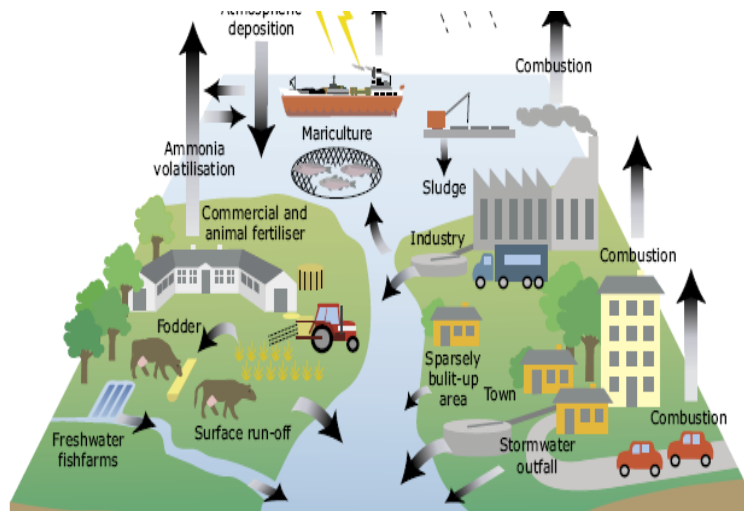 Atmospheric
deposition
Combustion
Mariculture
Ammonia
volatilisation
Sludge
Commercial and
animal fertiliser
Industry
Combustion
Fodder
Sparsely
bulit-up
area
Town
Combustion
Freshwater
fishfarms
Surface run-off
Stormwater
outfall